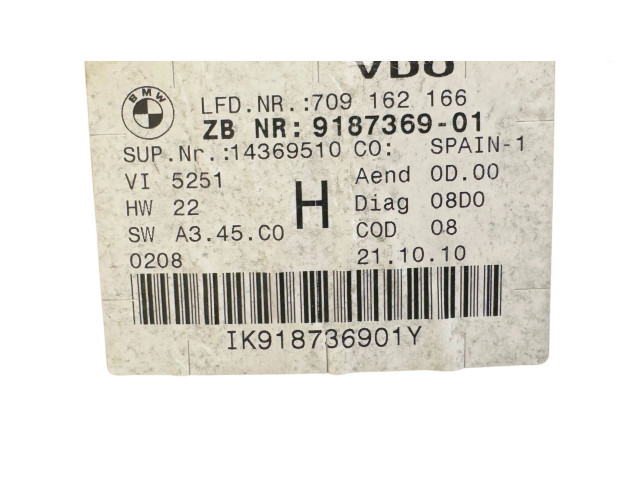 VDO
BMW
LFD.NR.:709 162 166
ZB NR: 9187369-01
SUP.Nr.:14369510 CO: SPAIN-1
VI 5251 Aend 0D.00
HW 22 H Diag 08D0
SW A3.45.C0 COD 08
0208 21.10.10
IK918736901Y